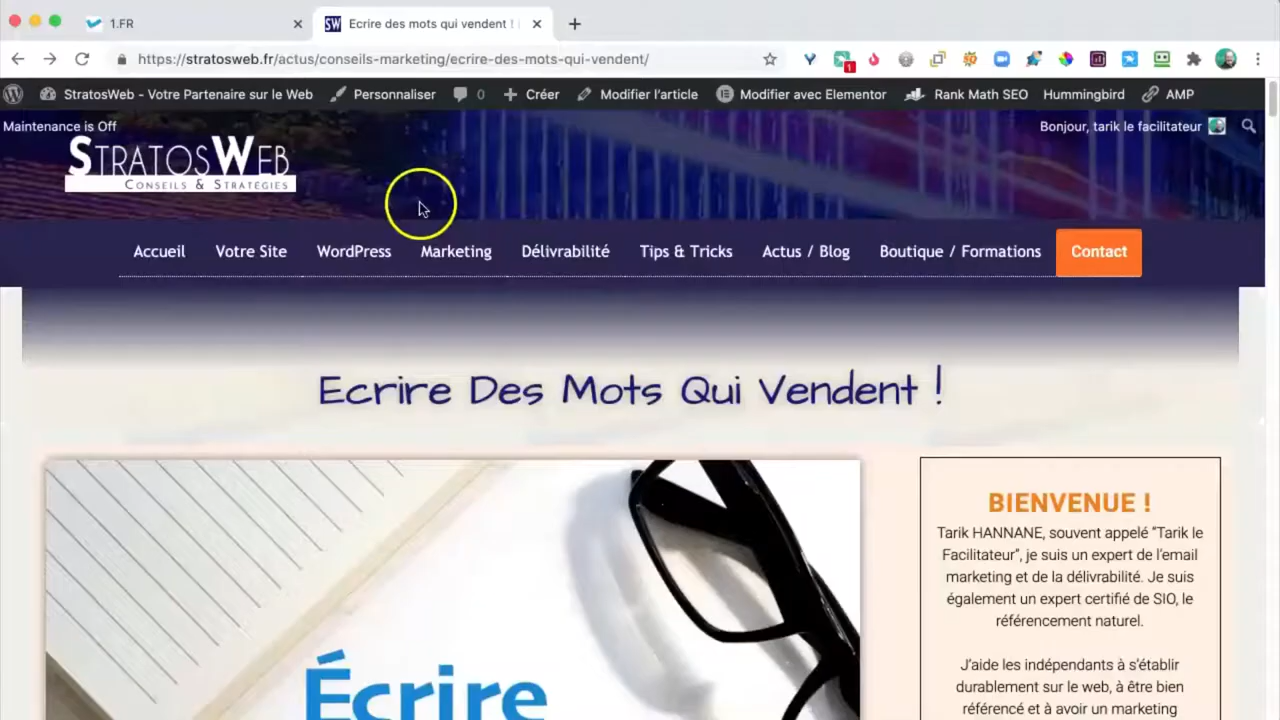 1.FR
SW Ecrire des mots qui vendent !
https://stratosweb.fr/actus/conseils-marketing/ecrire-des-mots-qui-vendent/
1
StratosWeb - Votre Partenaire sur le Web Personnaliser 0 Créer Modifier l'article Modifier avec Elementor Rank Math SEO Hummingbird AMP
Maintenance is Off
Bonjour, tarik le facilitateur
STRATOSWEB
CONSEILS & STRATÉGIES
Accueil Votre Site WordPress Marketing Délivrabilité Tips & Tricks Actus / Blog Boutique / Formations Contact
Ecrire Des Mots Qui Vendent !
Écrire
BIENVENUE !
Tarik HANNANE, souvent appelé “Tarik le
Facilitateur”, je suis un expert de l'email
marketing et de la délivrabilité. Je suis
également un expert certifié de SIO, le
référencement naturel.
J'aide les indépendants à s'établir
durablement sur le web, à être bien
référencé et à avoir un marketing